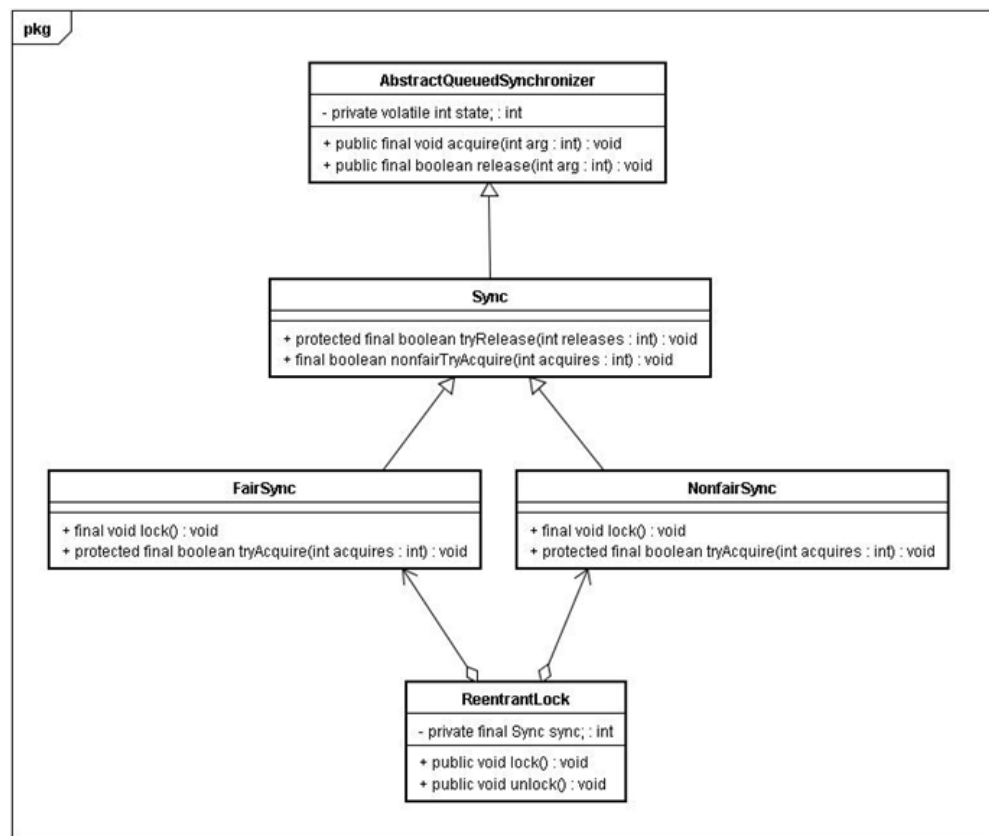 pkg
AbstractQueuedSynchronizer
- private volatile int state; : int
+ public final void acquire(int arg : int) : void
+ public final boolean release(int arg : int) : void
Sync
+ protected final boolean tryRelease(int releases : int) : void
+ final boolean nonfairTryAcquire(int acquires : int) : void
FairSync
+ final void lock() : void
+ protected final boolean tryAcquire(int acquires : int) : void
NonfairSync
+ final void lock() : void
+ protected final boolean tryAcquire(int acquires : int) : void
ReentrantLock
- private final Sync sync; : int
+ public void lock() : void
+ public void unlock() : void